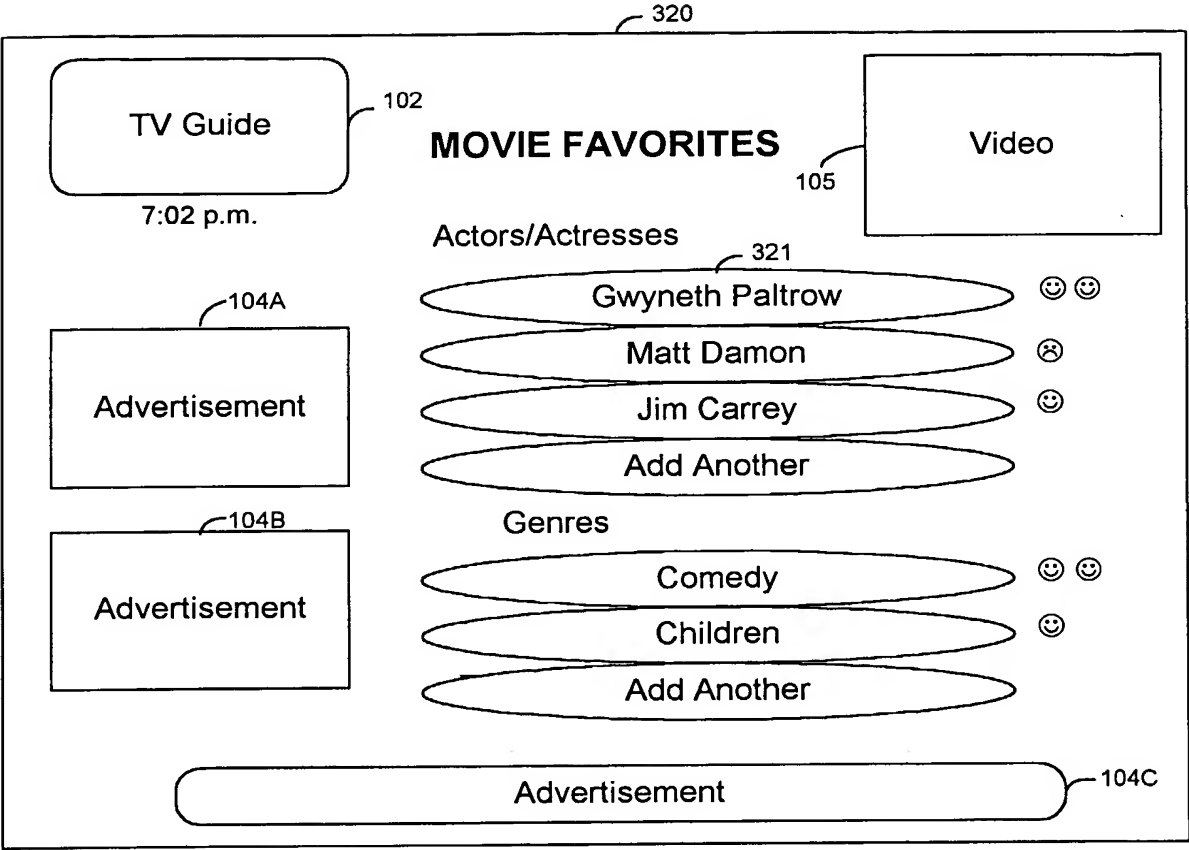 320
TV Guide
102
MOVIE FAVORITES
Video
105
7:02 p.m.
Actors/Actresses
321
Gwyneth Paltrow
104A
Matt Damon
Advertisement
Jim Carrey
Add Another
104B
Genres
Advertisement
Comedy
Children
Add Another
Advertisement
104C